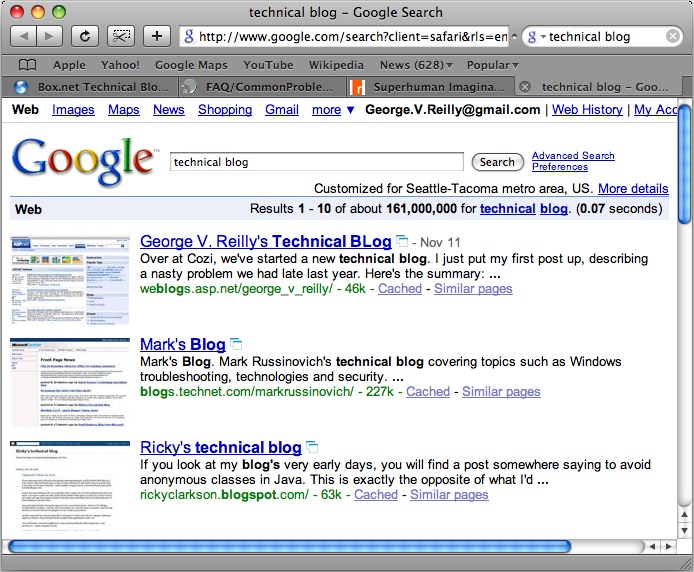 technical blog – Google Search
http://www.google.com/search?client=safari&rls=en
technical blog
Apple Yahoo! Google Maps YouTube Wikipedia News (628) Popular
Box.net Technical Blo... FAQ/CommonProble... Superhuman Imagina... technical blog – Goo...
Web Images Maps News Shopping Gmail more ▼ George.V.Reilly@gmail.com | Web History | My Acc
Google™ technical blog Search Advanced Search
Preferences
Customized for Seattle-Tacoma metro area, US. More details
Web Results 1 - 10 of about 161,000,000 for technical blog. (0.07 seconds)
George V. Reilly's Technical BLog - Nov 11
Over at Cozi, we've started a new technical blog. I just put my first post up, describing
a nasty problem we had late last year. Here's the summary: ...
weblogs.asp.net/george_v_reilly/ - 46k - Cached - Similar pages
Mark's Blog
Mark's Blog. Mark Russinovich's technical blog covering topics such as Windows
troubleshooting, technologies and security. ...
blogs.technet.com/markrussinovich/ - 227k - Cached - Similar pages
Ricky's technical blog
Ricky's technical blog
If you look at my blog's very early days, you will find a post somewhere saying to avoid
anonymous classes in Java. This is exactly the opposite of what I'd ...
rickyclarkson.blogspot.com/ - 63k - Cached - Similar pages